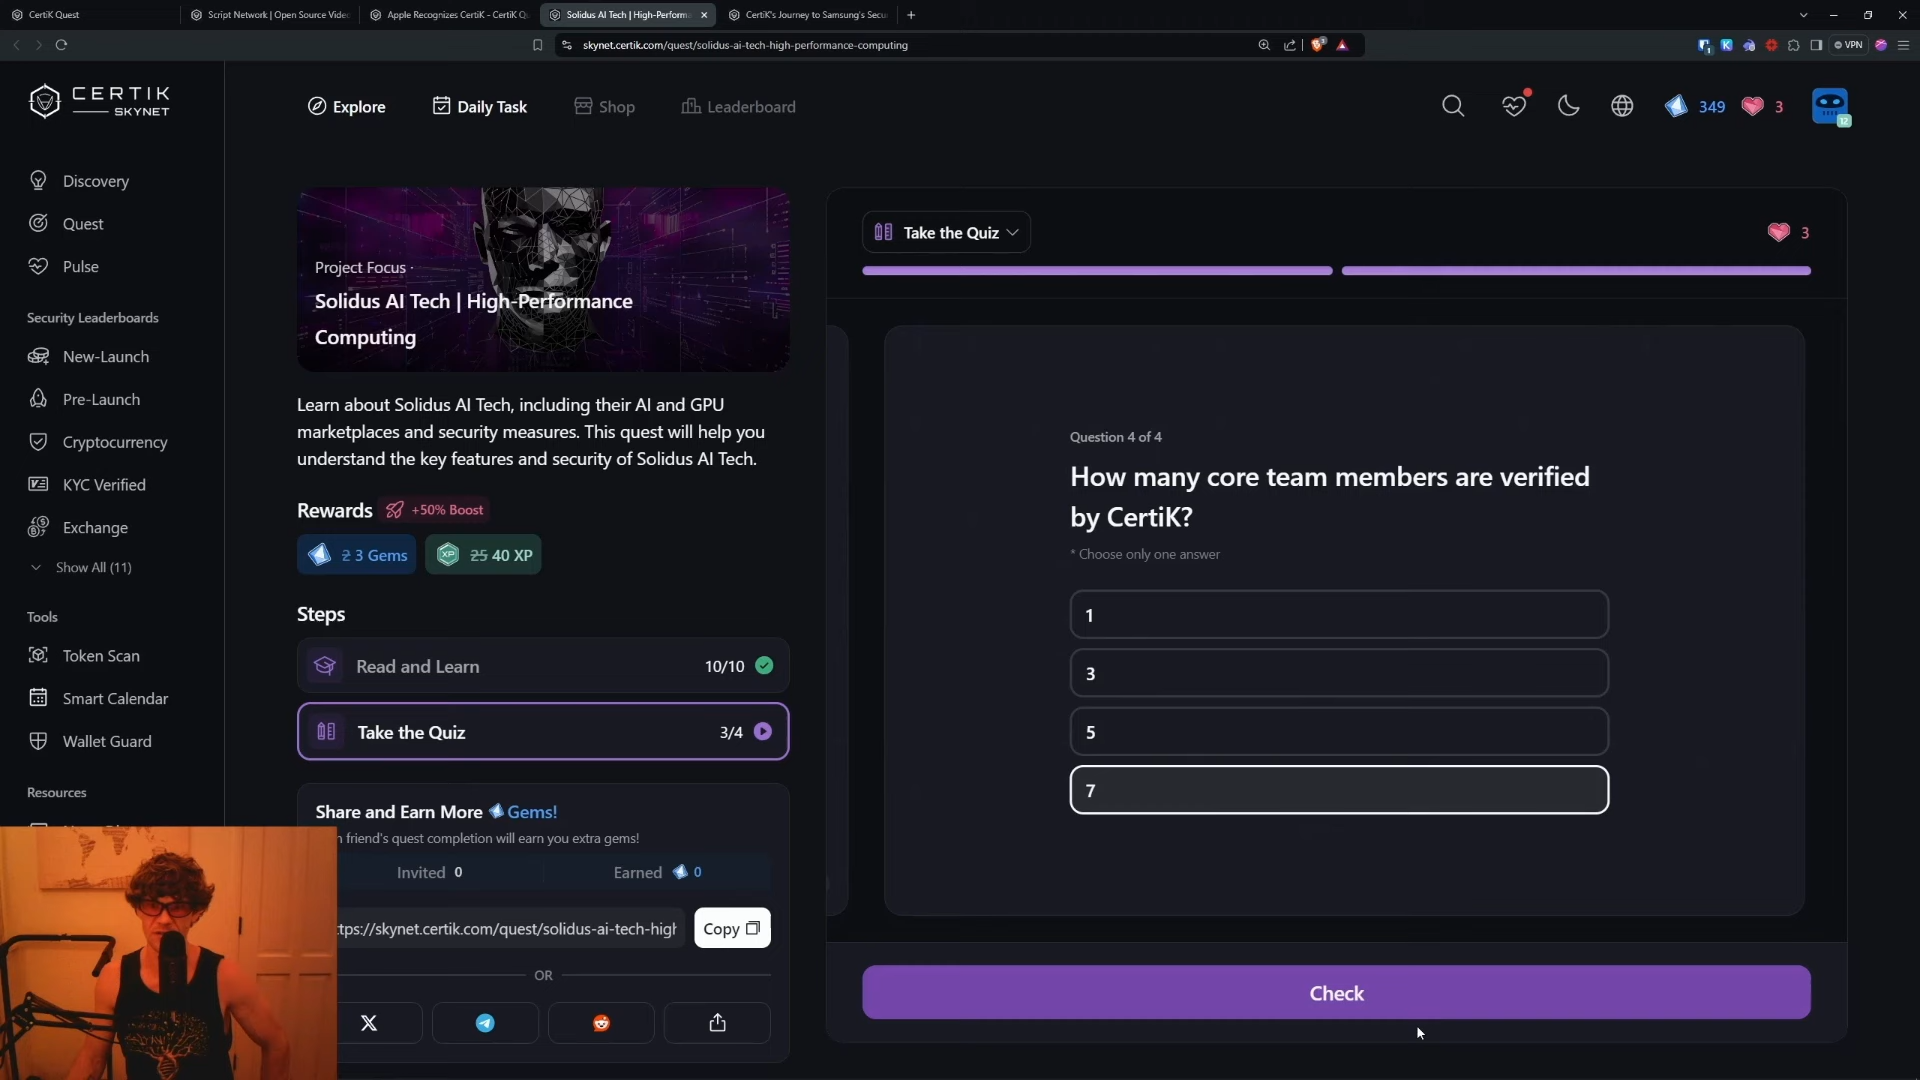 CertiK Quest
Script Network | Open Source Video
Apple Recognizes CertiK - CertiK Q
Solidus AI Tech | High-Performa
CertiK's Journey to Samsung's Secu
skynet.certik.com/quest/solidus-ai-tech-high-performance-computing
VPN
CERTIK
SKYNET
Explore
Daily Task
Shop
Leaderboard
349
3
12
Discovery
Quest
Pulse
Security Leaderboards
New-Launch
Pre-Launch
Cryptocurrency
KYC Verified
Exchange
Show All (11)
Tools
Token Scan
Smart Calendar
Wallet Guard
Resources
Project Focus ·
Solidus AI Tech | High-Performance
Computing
Learn about Solidus AI Tech, including their AI and GPU
marketplaces and security measures. This quest will help you
understand the key features and security of Solidus AI Tech.
Rewards
+50% Boost
2 3 Gems
XP
25 40 XP
Steps
Read and Learn
10/10
Take the Quiz
3/4
Share and Earn More Gems!
friend's quest completion will earn you extra gems!
Invited 0
Earned 0
ttps://skynet.certik.com/quest/solidus-ai-tech-high
Copy
OR
Take the Quiz
3
Question 4 of 4
How many core team members are verified
by CertiK?
* Choose only one answer
1
3
5
7
Check